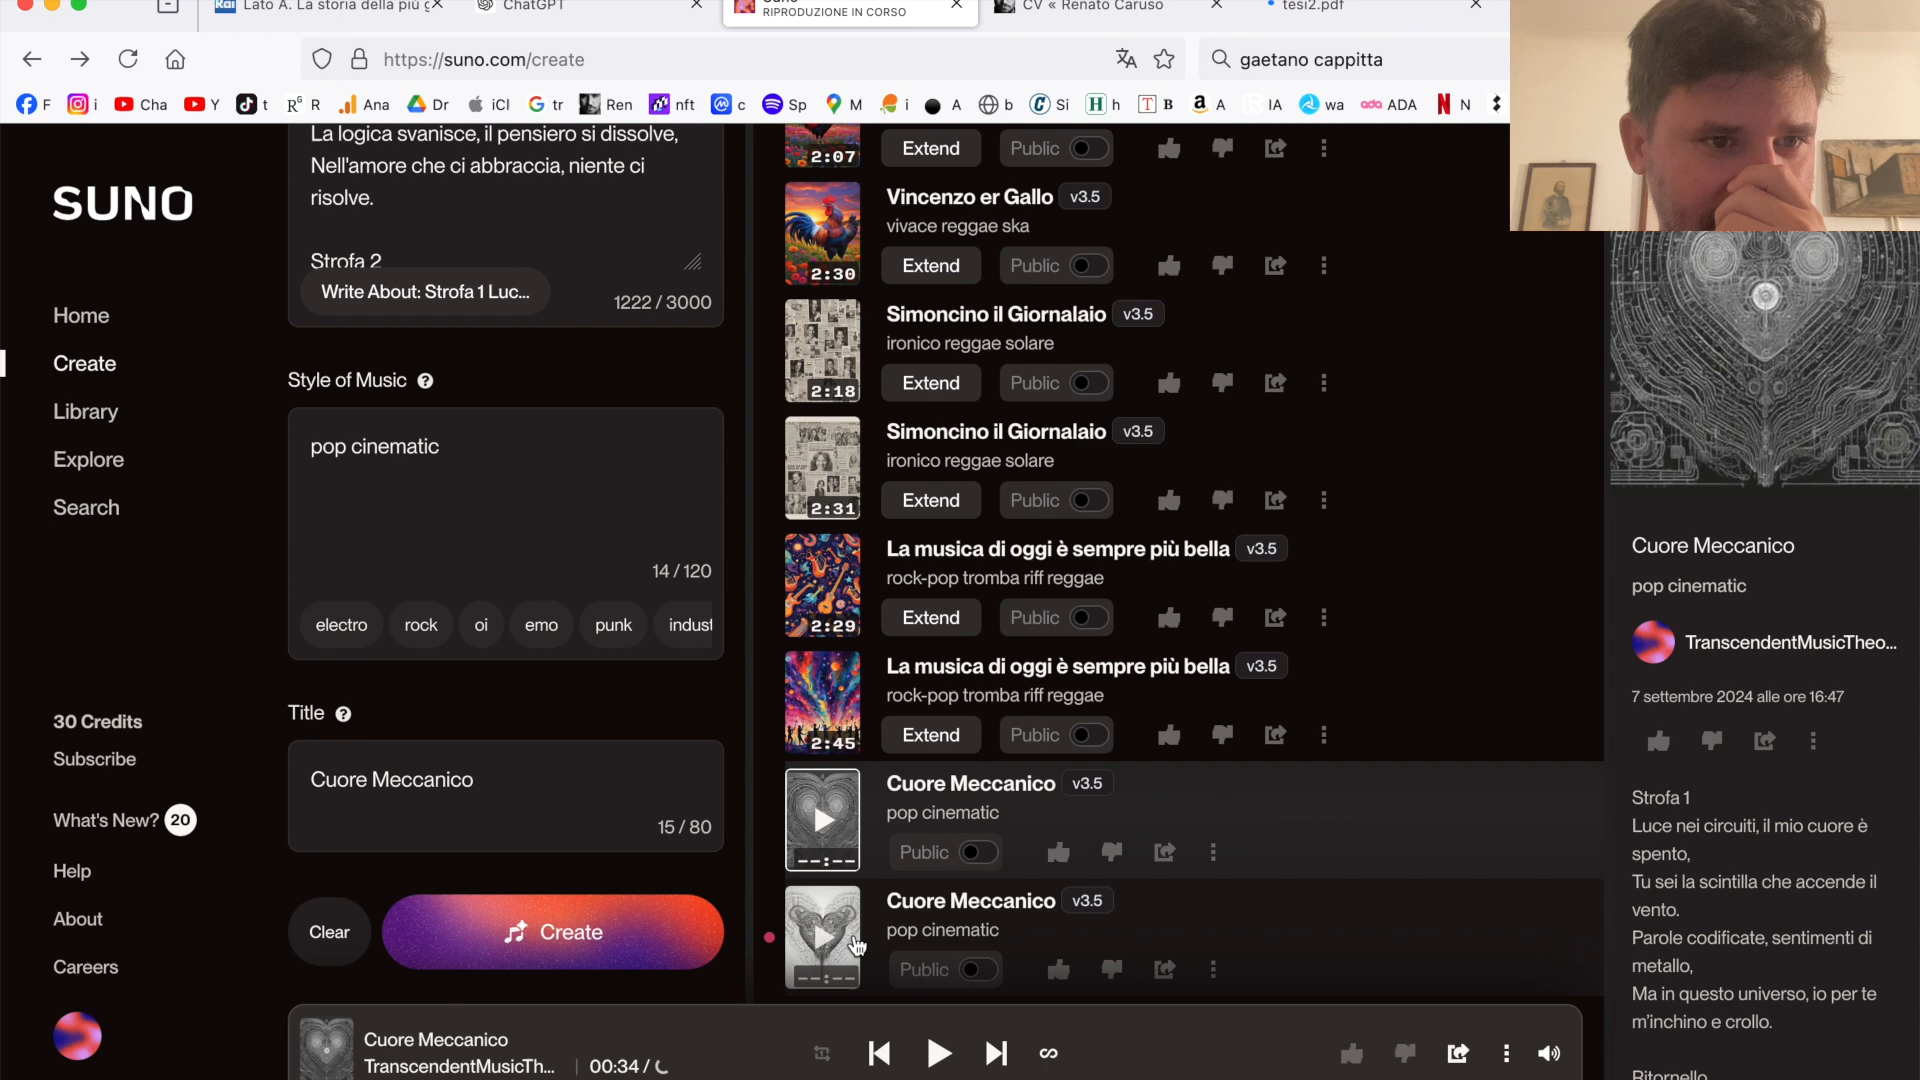 Lato A. La storia della più g
ChatGPT
Suno
RIPRODUZIONE IN CORSO
CV « Renato Caruso
tesi2.pdf
https://suno.com/create
gaetano cappitta
F
i
Cha
Y
t
R
Ana
Dr
iCl
tr
Ren
nft
c
Sp
M
i
A
b
Si
h
B
A
IA
wa
ADA
N
SUNO
Home
Create
Library
Explore
Search
30 Credits
Subscribe
What's New? 20
Help
About
Careers
La logica svanisce, il pensiero si dissolve,
Nell'amore che ci abbraccia, niente ci
risolve.
Strofa 2
Write About: Strofa 1 Luc...
1222 / 3000
Style of Music
pop cinematic
14 / 120
electro
rock
oi
emo
punk
indust
Title
Cuore Meccanico
15 / 80
Clear
Create
2:07
Extend
Public
Vincenzo er Gallo v3.5
vivace reggae ska
2:30
Extend
Public
Simoncino il Giornalaio v3.5
ironico reggae solare
2:18
Extend
Public
Simoncino il Giornalaio v3.5
ironico reggae solare
2:31
Extend
Public
La musica di oggi è sempre più bella v3.5
rock-pop tromba riff reggae
2:29
Extend
Public
La musica di oggi è sempre più bella v3.5
rock-pop tromba riff reggae
2:45
Extend
Public
Cuore Meccanico v3.5
pop cinematic
--:--
Public
Cuore Meccanico v3.5
pop cinematic
--:--
Public
Cuore Meccanico
pop cinematic
TranscendentMusicTheo...
7 settembre 2024 alle ore 16:47
Strofa 1
Luce nei circuiti, il mio cuore è
spento,
Tu sei la scintilla che accende il
vento.
Parole codificate, sentimenti di
metallo,
Ma in questo universo, io per te
m'inchino e crollo.
Ritornello
Cuore Meccanico
TranscendentMusicTh...
00:34 /